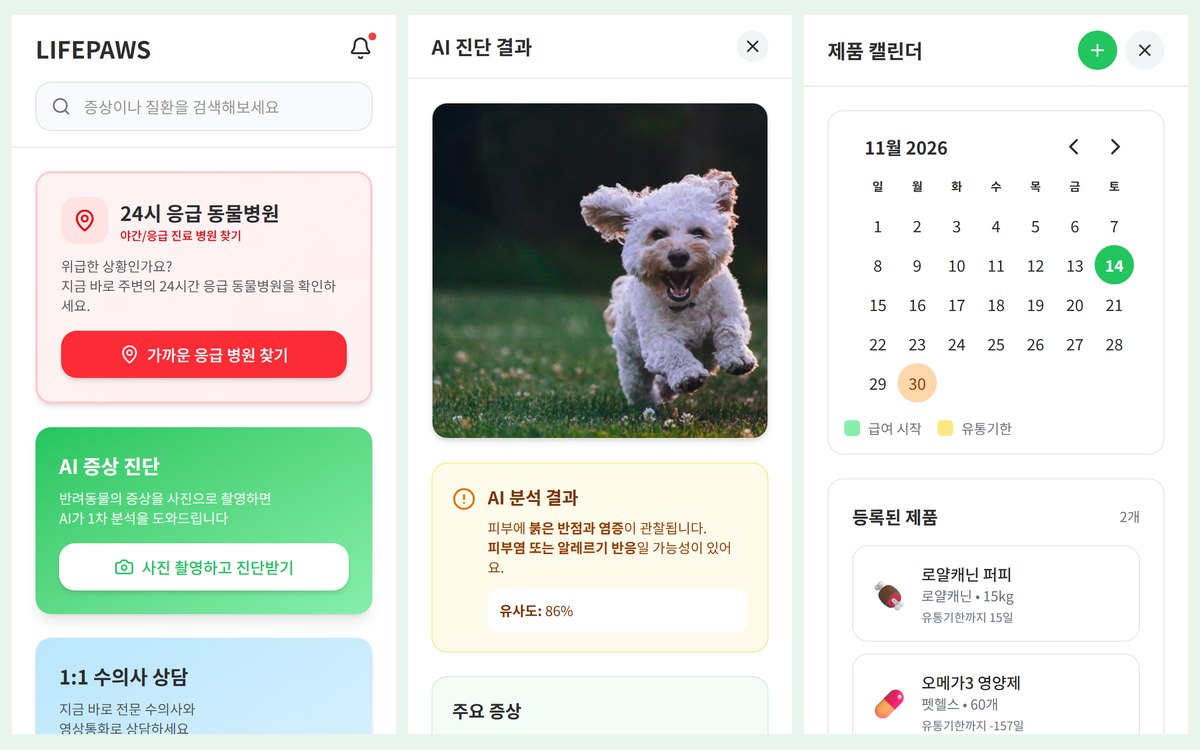 LIFEPAWS
증상이나 질환을 검색해보세요
24시 응급 동물병원
야간/응급 진료 병원 찾기
위급한 상황인가요?
지금 바로 주변의 24시간 응급 동물병원을 확인하
세요.
가까운 응급 병원 찾기
AI 증상 진단
반려동물의 증상을 사진으로 촬영하면
AI가 1차 분석을 도와드립니다
사진 촬영하고 진단받기
1:1 수의사 상담
지금 바로 전문 수의사와
영상통화로 상담하세요
AI 진단 결과
AI 분석 결과
피부에 붉은 반점과 염증이 관찰됩니다.
피부염 또는 알레르기 반응일 가능성이 있어
요.
유사도: 86%
주요 증상
제품 캘린더
11월 2026
일 월 화 수 목 금 토
1 2 3 4 5 6 7
8 9 10 11 12 13 14
15 16 17 18 19 20 21
22 23 24 25 26 27 28
29 30
급여 시작 유통기한
등록된 제품 2개
로얄캐닌 퍼피
로얄캐닌 • 15kg
유통기한까지 15일
오메가3 영양제
펫헬스 • 60개
유통기한까지 -157일